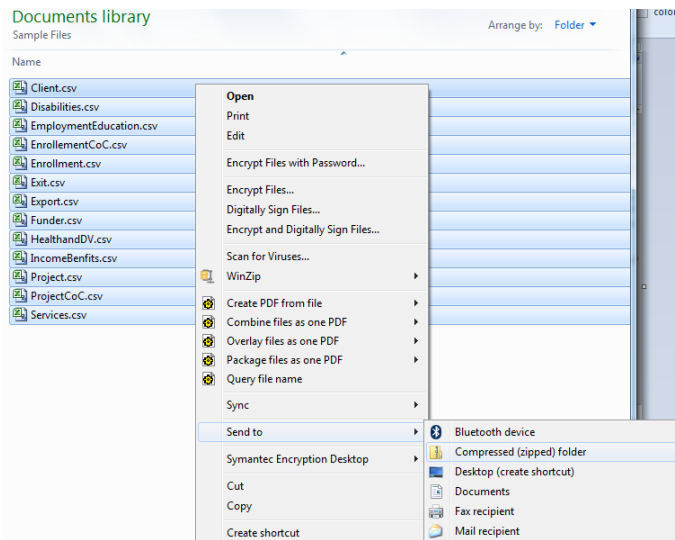 Documents library
Sample Files
Arrange by: Folder
Name
Client.csv
Disabilities.csv
EmploymentEducation.csv
EnrollementCoC.csv
Enrollment.csv
Exit.csv
Export.csv
Funder.csv
HealthandDV.csv
IncomeBenfits.csv
Project.csv
ProjectCoC.csv
Services.csv
Open
Print
Edit
Encrypt Files with Password...
Encrypt Files...
Digitally Sign Files...
Encrypt and Digitally Sign Files...
Scan for Viruses...
WinZip
Create PDF from file
Combine files as one PDF
Overlay files as one PDF
Package files as one PDF
Query file name
Sync
Send to
Symantec Encryption Desktop
Cut
Copy
Create shortcut
Bluetooth device
Compressed (zipped) folder
Desktop (create shortcut)
Documents
Fax recipient
Mail recipient